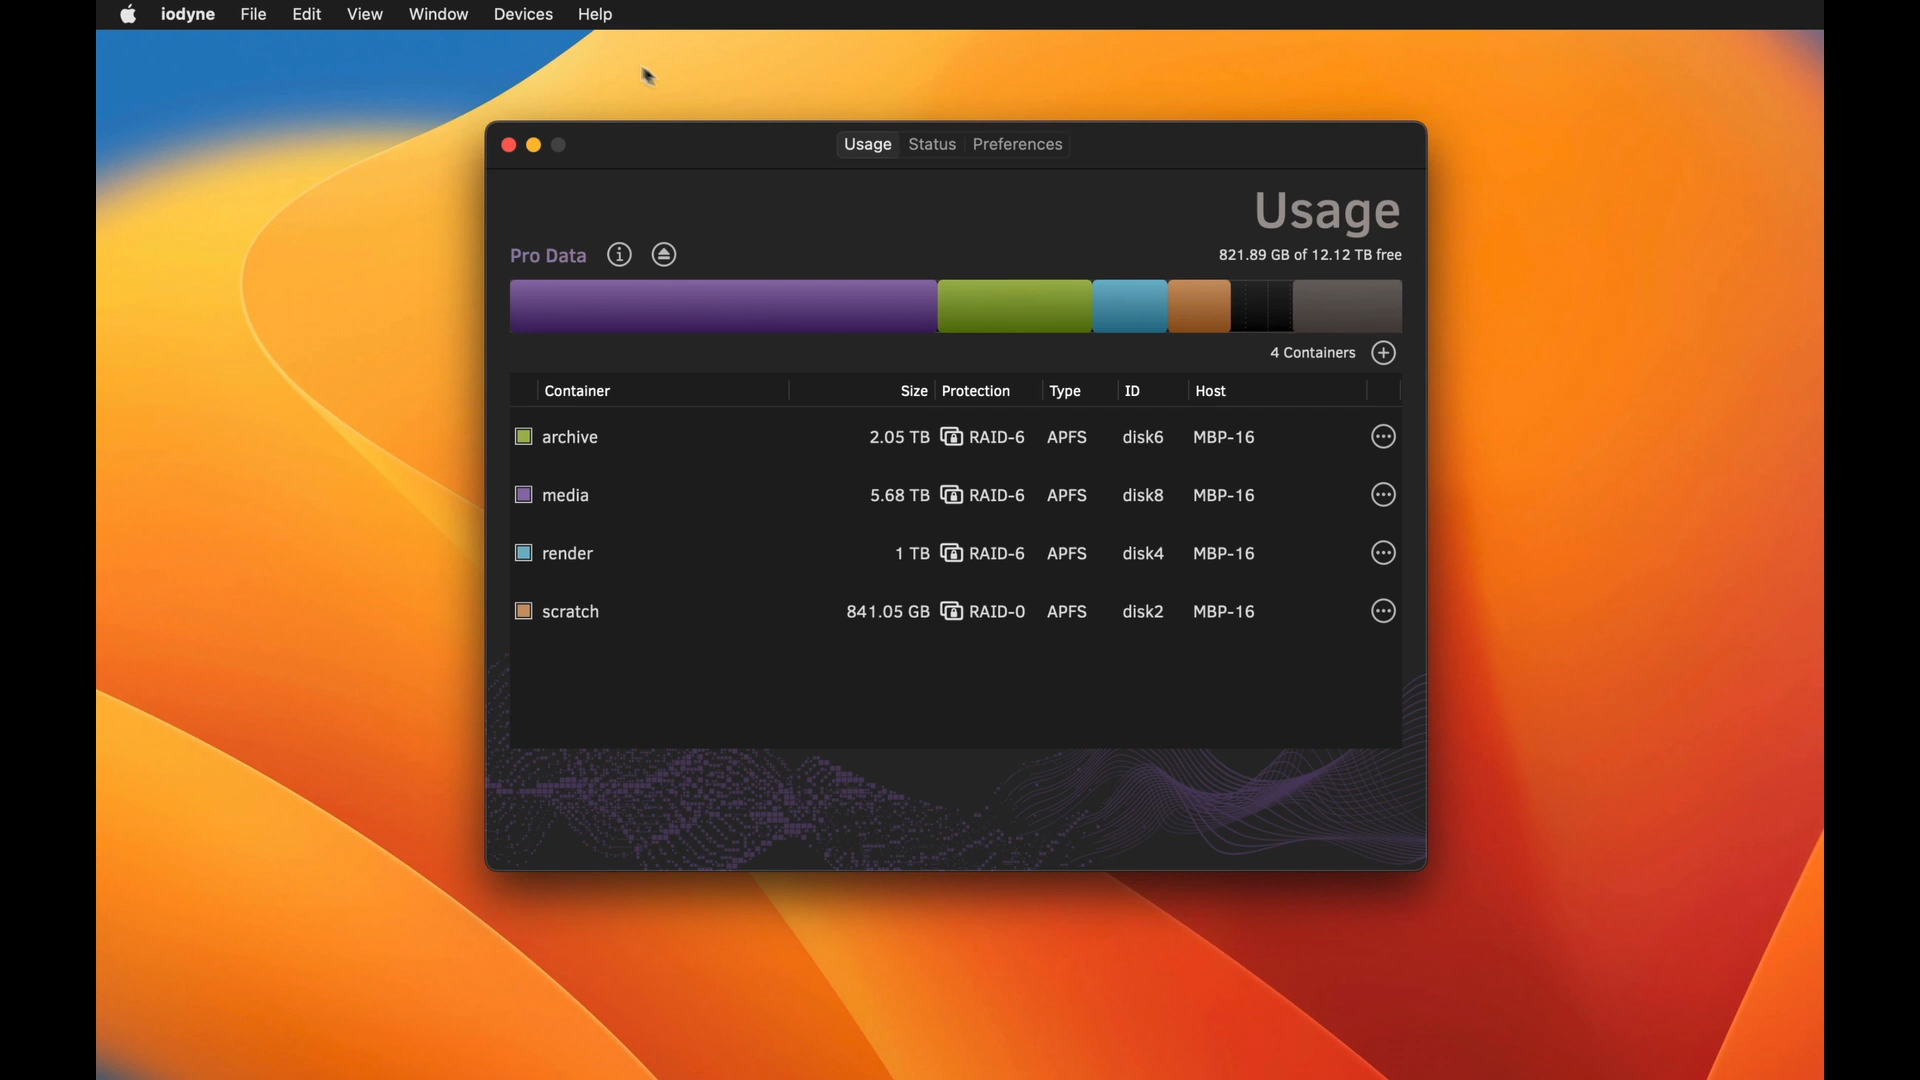 iodyne File Edit View Window Devices Help
Usage Status Preferences
Usage
Pro Data
821.89 GB of 12.12 TB free
4 Containers
Container Size Protection Type ID Host
archive 2.05 TB RAID-6 APFS disk6 MBP-16
media 5.68 TB RAID-6 APFS disk8 MBP-16
render 1 TB RAID-6 APFS disk4 MBP-16
scratch 841.05 GB RAID-0 APFS disk2 MBP-16